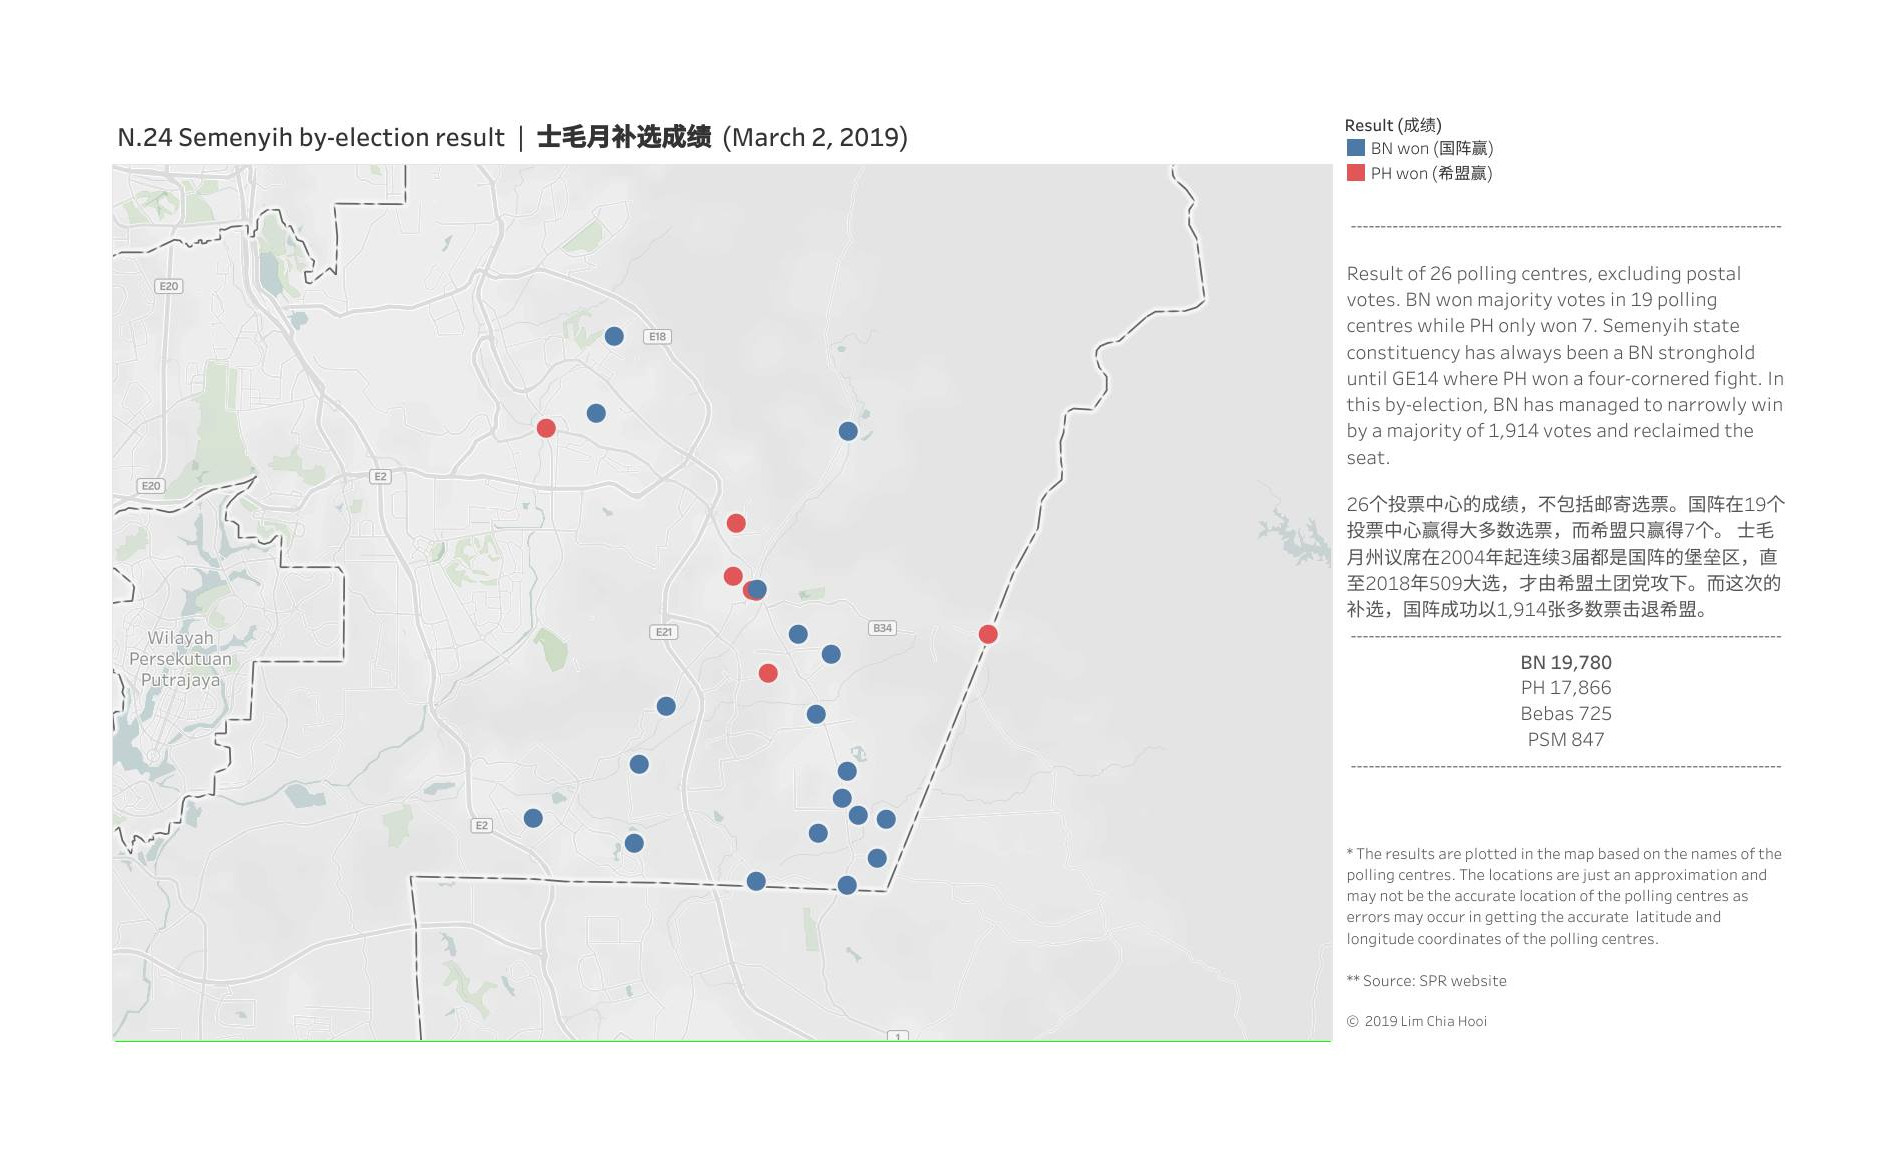 N.24 Semenyih by-election result | 士毛月补选成绩 (March 2, 2019)
E20
E18
E20
E2
E21
B34
Wilayah
Persekutuan
Putrajaya
E2
1
Result (成绩)
BN won (国阵赢)
PH won (希盟赢)
Result of 26 polling centres, excluding postal
votes. BN won majority votes in 19 polling
centres while PH only won 7. Semenyih state
constituency has always been a BN stronghold
until GE14 where PH won a four-cornered fight. In
this by-election, BN has managed to narrowly win
by a majority of 1,914 votes and reclaimed the
seat.
26个投票中心的成绩，不包括邮寄选票。国阵在19个
投票中心赢得大多数选票，而希盟只赢得7个。 士毛
月州议席在2004年起连续3届都是国阵的堡垒区，直
至2018年509大选，才由希盟土团党攻下。而这次的
补选，国阵成功以1,914张多数票击退希盟。
BN 19,780
PH 17,866
Bebas 725
PSM 847
* The results are plotted in the map based on the names of the
polling centres. The locations are just an approximation and
may not be the accurate location of the polling centres as
errors may occur in getting the accurate latitude and
longitude coordinates of the polling centres.
** Source: SPR website
© 2019 Lim Chia Hooi